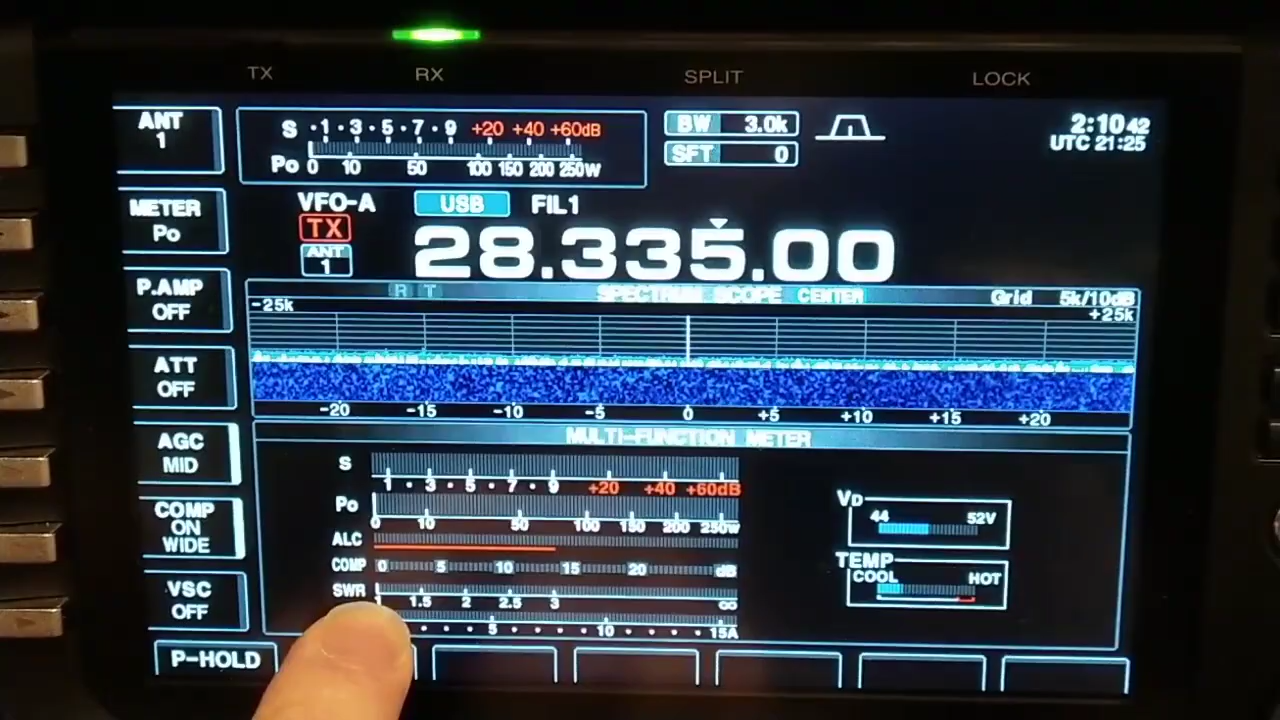 TX RX SPLIT LOCK
ANT
1
S 1 3 5 7 9 +20 +40 +60dB
Po 0 10 50 100 150 200 250W
BW 3.0k
SFT 0
2:10 42
UTC 21:25
METER
Po
VFO-A USB FIL1
TX
ANT
1
28.335.00
P.AMP
OFF
R T SPECTRUM SCOPE CENTER Grid 5k/10dB
-25k +25k
ATT
OFF
-20 -15 -10 -5 0 +5 +10 +15 +20
AGC
MID
MULTI-FUNCTION METER
S
1 3 5 7 9 +20 +40 +60dB
Po
0 10 50 100 150 200 250W
ALC
COMP 0 5 10 15 20 dB
SWR
1 1.5 2 2.5 3 ∞
5 10 15A
VD
44 52V
TEMP
COOL HOT
COMP
ON
WIDE
VSC
OFF
P-HOLD